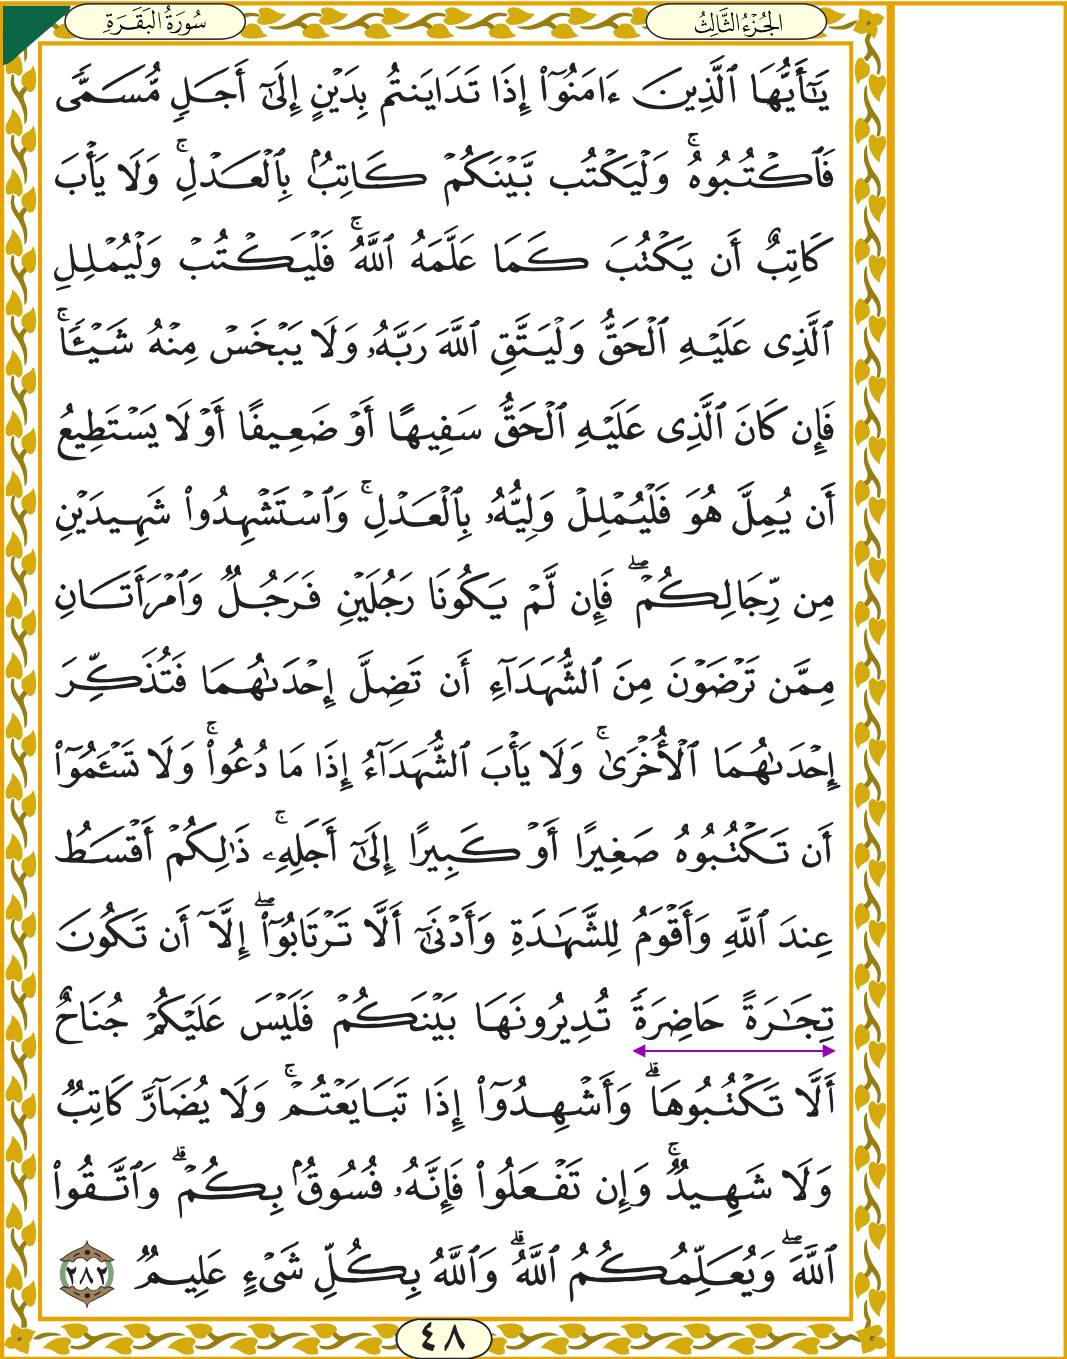 الجُزْءُ الثَّالِثُ
سُورَةُ البَقَرَةِ
يَٰٓأَيُّهَا ٱلَّذِينَ ءَامَنُوٓا۟ إِذَا تَدَايَنتُم بِدَيْنٍ إِلَىٰٓ أَجَلٍ مُّسَمًّى
فَٱكْتُبُوهُ ۚ وَلْيَكْتُب بَّيْنَكُمْ كَاتِبٌۢ بِٱلْعَدْلِ ۚ وَلَا يَأْبَ
كَاتِبٌ أَن يَكْتُبَ كَمَا عَلَّمَهُ ٱللَّهُ ۚ فَلْيَكْتُبْ وَلْيُمْلِلِ
ٱلَّذِى عَلَيْهِ ٱلْحَقُّ وَلْيَتَّقِ ٱللَّهَ رَبَّهُۥ وَلَا يَبْخَسْ مِنْهُ شَيْـًٔا ۚ
فَإِن كَانَ ٱلَّذِى عَلَيْهِ ٱلْحَقُّ سَفِيهًا أَوْ ضَعِيفًا أَوْ لَا يَسْتَطِيعُ
أَن يُمِلَّ هُوَ فَلْيُمْلِلْ وَلِيُّهُۥ بِٱلْعَدْلِ ۚ وَٱسْتَشْهِدُوا۟ شَهِيدَيْنِ
مِن رِّجَالِكُمْ ۖ فَإِن لَّمْ يَكُونَا رَجُلَيْنِ فَرَجُلٌ وَٱمْرَأَتَانِ
مِمَّن تَرْضَوْنَ مِنَ ٱلشُّهَدَآءِ أَن تَضِلَّ إِحْدَىٰهُمَا فَتُذَكِّرَ
إِحْدَىٰهُمَا ٱلْأُخْرَىٰ ۚ وَلَا يَأْبَ ٱلشُّهَدَآءُ إِذَا مَا دُعُوا۟ ۚ وَلَا تَسْـَٔمُوٓا۟
أَن تَكْتُبُوهُ صَغِيرًا أَوْ كَبِيرًا إِلَىٰٓ أَجَلِهِۦ ۚ ذَٰلِكُمْ أَقْسَطُ
عِندَ ٱللَّهِ وَأَقْوَمُ لِلشَّهَٰدَةِ وَأَدْنَىٰٓ أَلَّا تَرْتَابُوٓا۟ ۖ إِلَّآ أَن تَكُونَ
تِجَٰرَةً حَاضِرَةً تُدِيرُونَهَا بَيْنَكُمْ فَلَيْسَ عَلَيْكُمْ جُنَاحٌ
أَلَّا تَكْتُبُوهَا ۗ وَأَشْهِدُوٓا۟ إِذَا تَبَايَعْتُمْ ۚ وَلَا يُضَآرَّ كَاتِبٌ
وَلَا شَهِيدٌ ۚ وَإِن تَفْعَلُوا۟ فَإِنَّهُۥ فُسُوقٌۢ بِكُمْ ۗ وَٱتَّقُوا۟
ٱللَّهَ ۖ وَيُعَلِّمُكُمُ ٱللَّهُ ۗ وَٱللَّهُ بِكُلِّ شَىْءٍ عَلِيمٌ ٢٨٢
٤٨